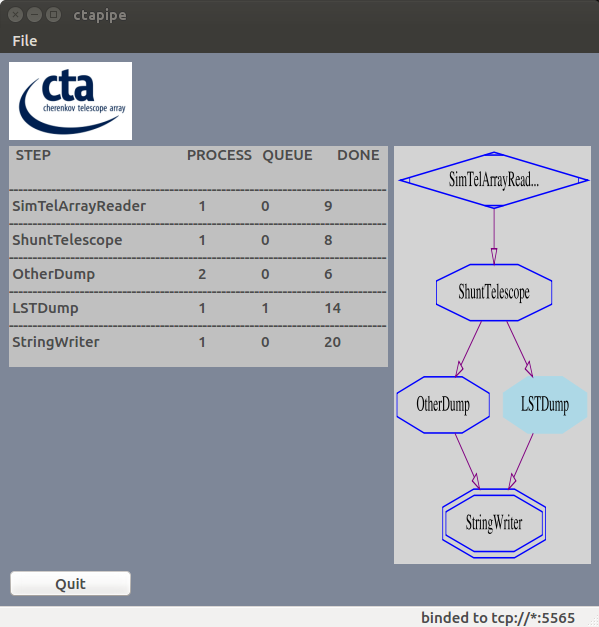 ctapipe
File
cta
cherenkov telescope array
STEP PROCESS QUEUE DONE
SimTelArrayReader 1 0 9
ShuntTelescope 1 0 8
OtherDump 2 0 6
LSTDump 1 1 14
StringWriter 1 0 20
SimTelArrayRead...
ShuntTelescope
OtherDump LSTDump
StringWriter
Quit
binded to tcp://*:5565